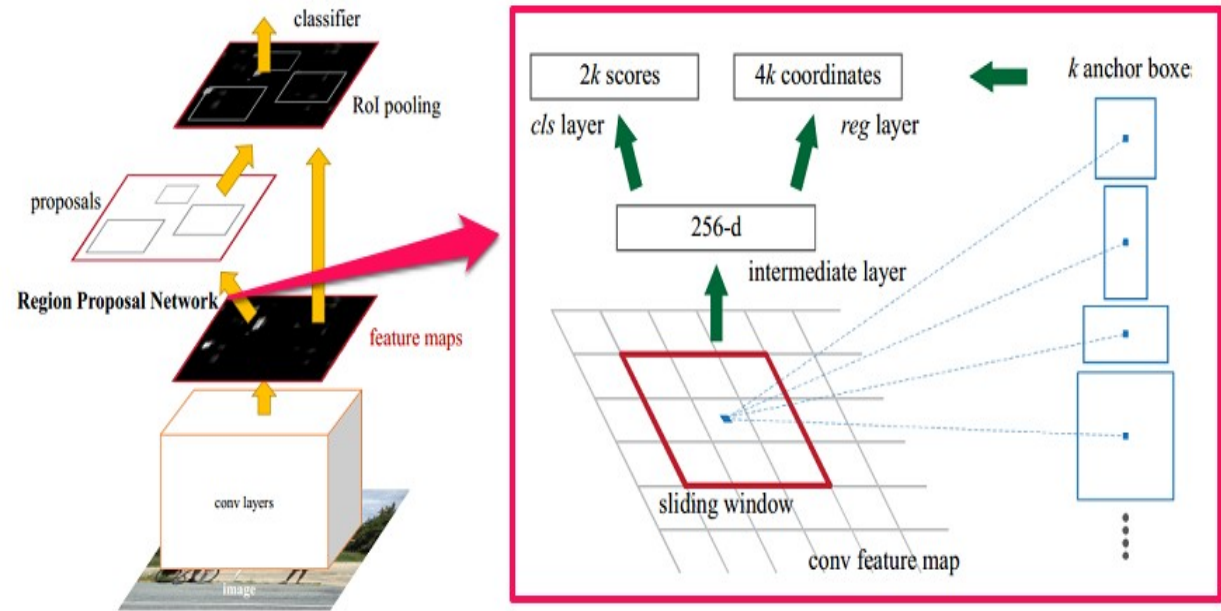 classifier
RoI pooling
proposals
Region Proposal Network
feature maps
conv layers
image
2k scores
4k coordinates
k anchor boxes
cls layer
reg layer
256-d
intermediate layer
sliding window
conv feature map